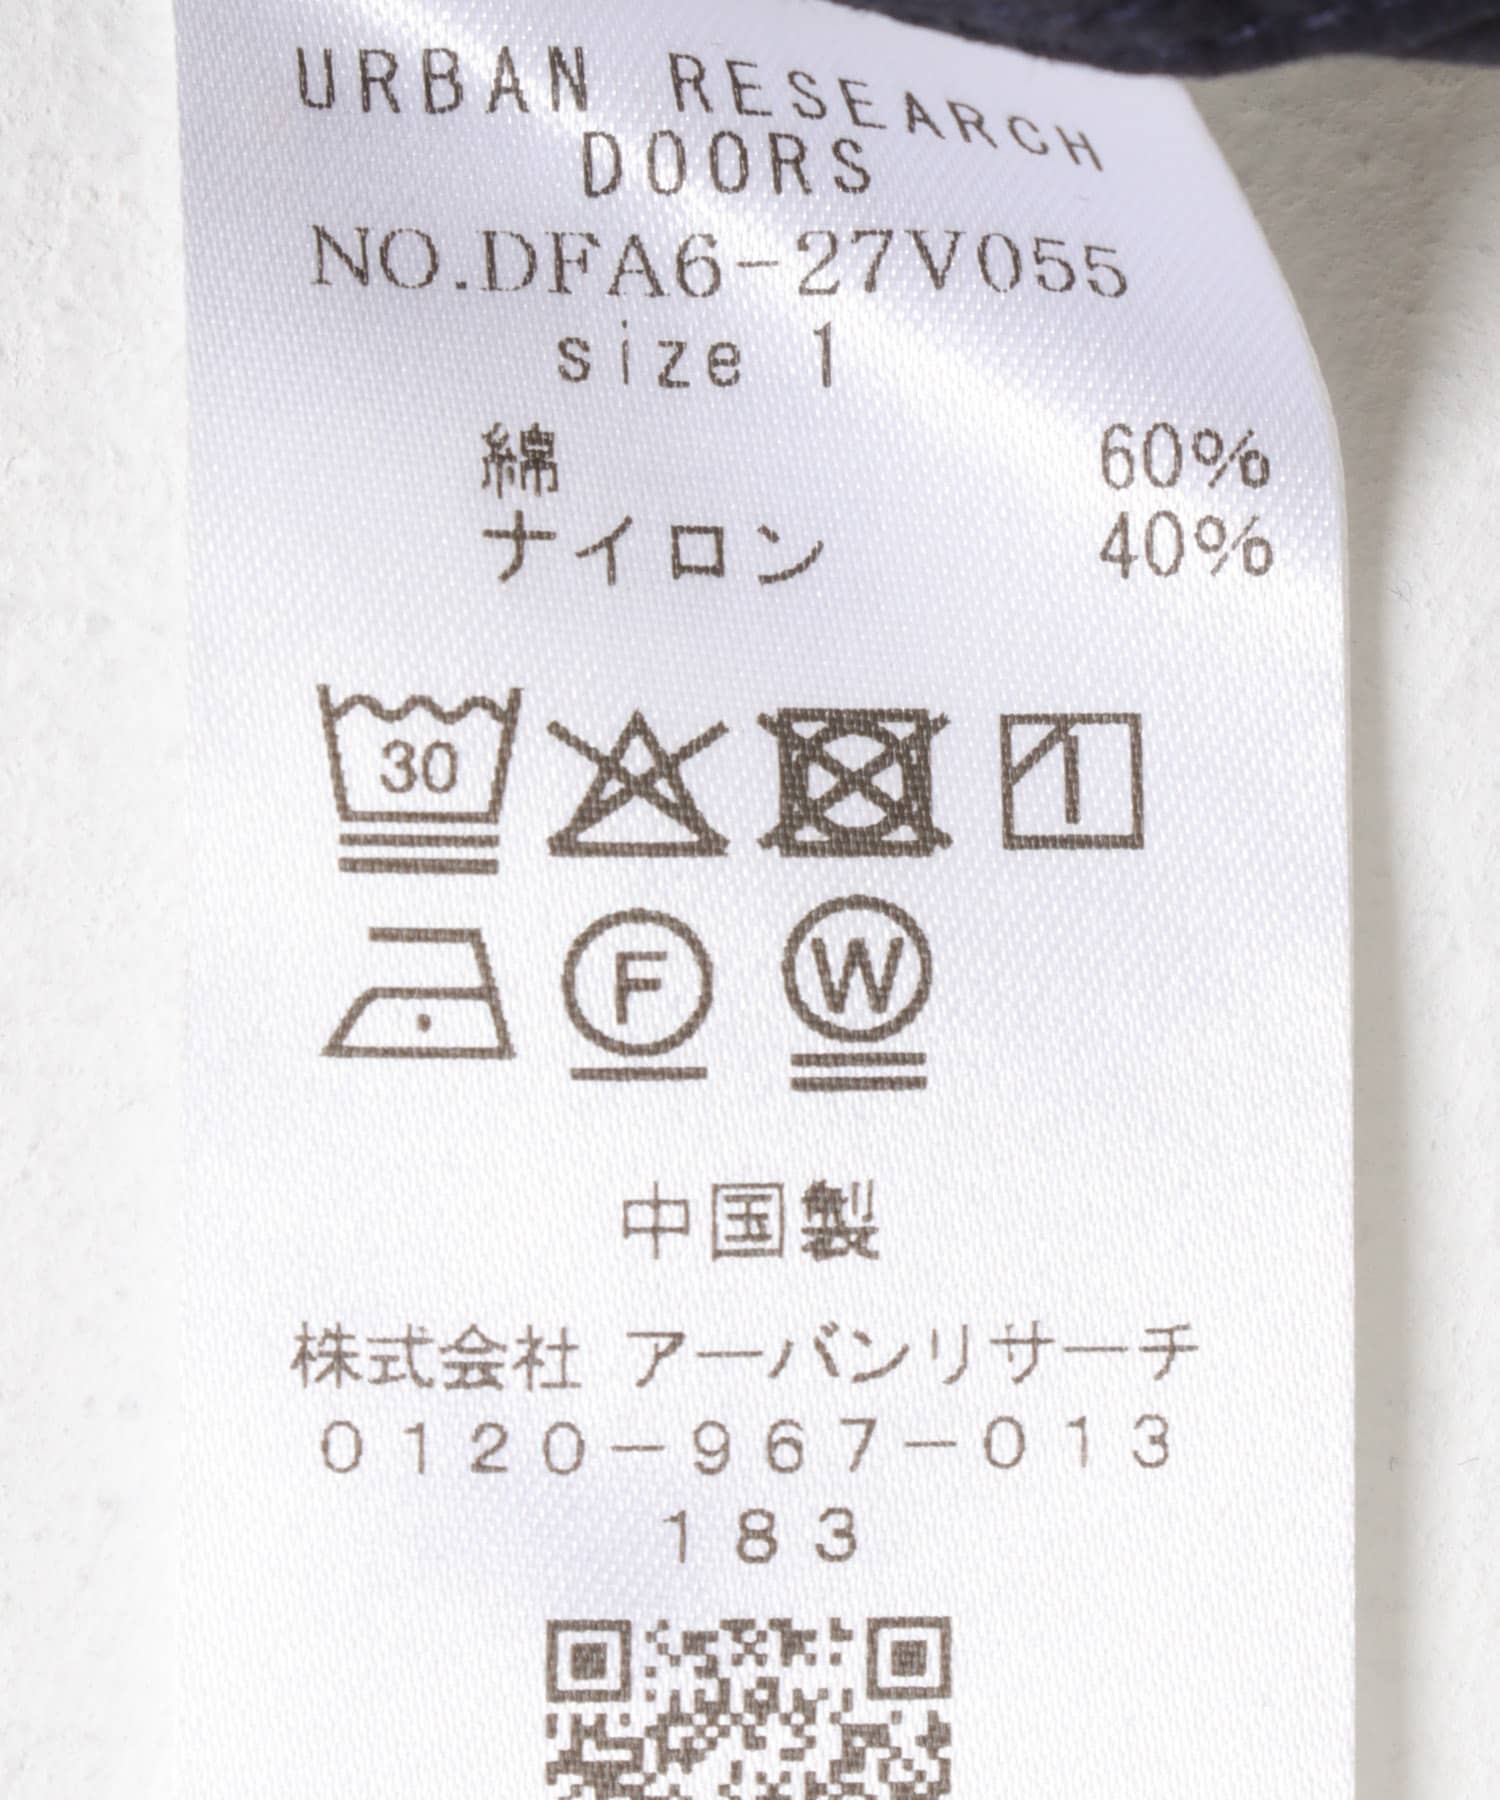 URBAN RESEARCH
DOORS
NO.DFA6-27V055
size 1
綿 60%
ナイロン 40%
30
F W
中国製
株式会社 アーバンリサーチ
0120-967-013
183